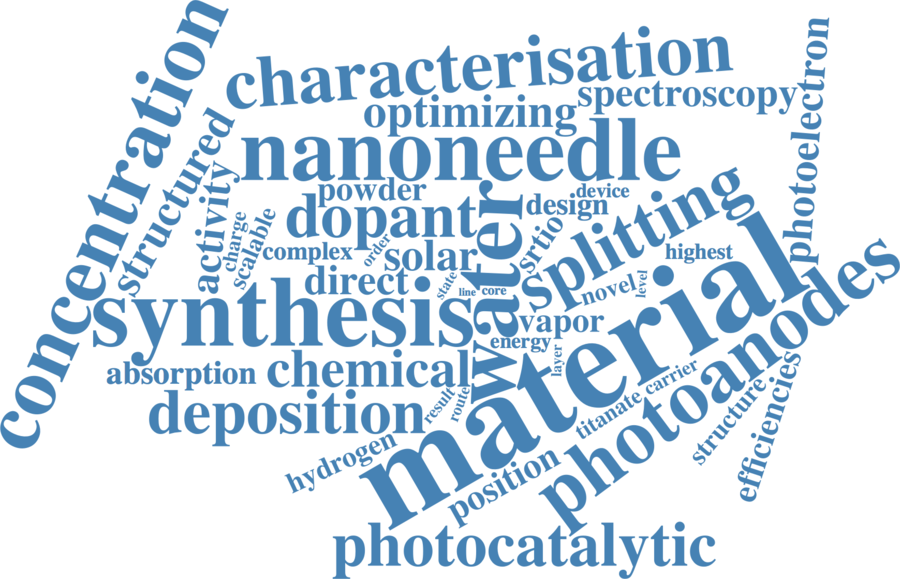 concentration
characterisation
photoelectron
spectroscopy
optimizing
structured
nanoneedle
activity
powder
device
design
splitting
dopant
water
charge
scalable
srtio
order
complex
solar
highest
material
photoanodes
direct
state
line
core
novel
level
synthesis
vapor
energy
layer
absorption
chemical
titanate
carrier
deposition
result
route
structure
efficiencies
hydrogen
position
photocatalytic